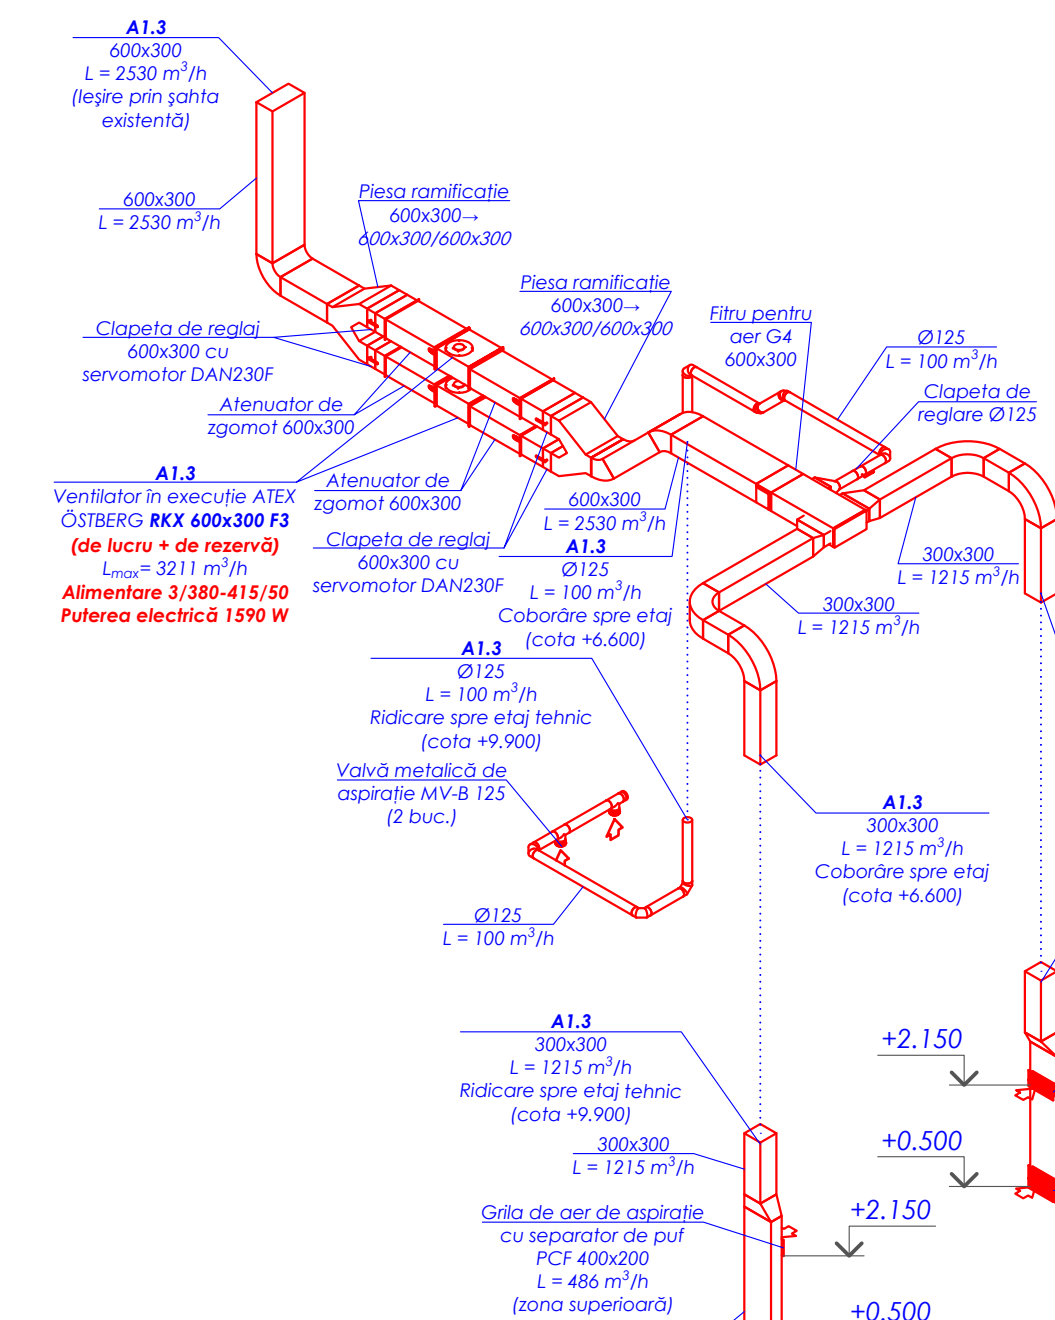 A1.3
600x300
L = 2530 m³/h
(Ieșire prin șahta
existentă)
600x300
L = 2530 m³/h
Piesa ramificație
600x300→
600x300/600x300
Piesa ramificație
600x300→
600x300/600x300
Fitru pentru
aer G4
600x300
Ø125
L = 100 m³/h
Clapeta de
reglare Ø125
Clapeta de reglaj
600x300 cu
servomotor DAN230F
Atenuator de
zgomot 600x300
A1.3
Ventilator în execuție ATEX
ÖSTBERG RKX 600x300 F3
(de lucru + de rezervă)
Lmax= 3211 m³/h
Alimentare 3/380-415/50
Puterea electrică 1590 W
Atenuator de
zgomot 600x300
Clapeta de reglaj
600x300 cu
servomotor DAN230F
600x300
L = 2530 m³/h
A1.3
Ø125
L = 100 m³/h
Coborâre spre etaj
(cota +6.600)
300x300
L = 1215 m³/h
300x300
L = 1215 m³/h
A1.3
Ø125
L = 100 m³/h
Ridicare spre etaj tehnic
(cota +9.900)
Valvă metalică de
aspirație MV-B 125
(2 buc.)
Ø125
L = 100 m³/h
A1.3
300x300
L = 1215 m³/h
Coborâre spre etaj
(cota +6.600)
A1.3
300x300
L = 1215 m³/h
Ridicare spre etaj tehnic
(cota +9.900)
300x300
L = 1215 m³/h
+2.150
+0.500
Grila de aer de aspirație
cu separator de puf
PCF 400x200
L = 486 m³/h
(zona superioară)
+2.150
+0.500